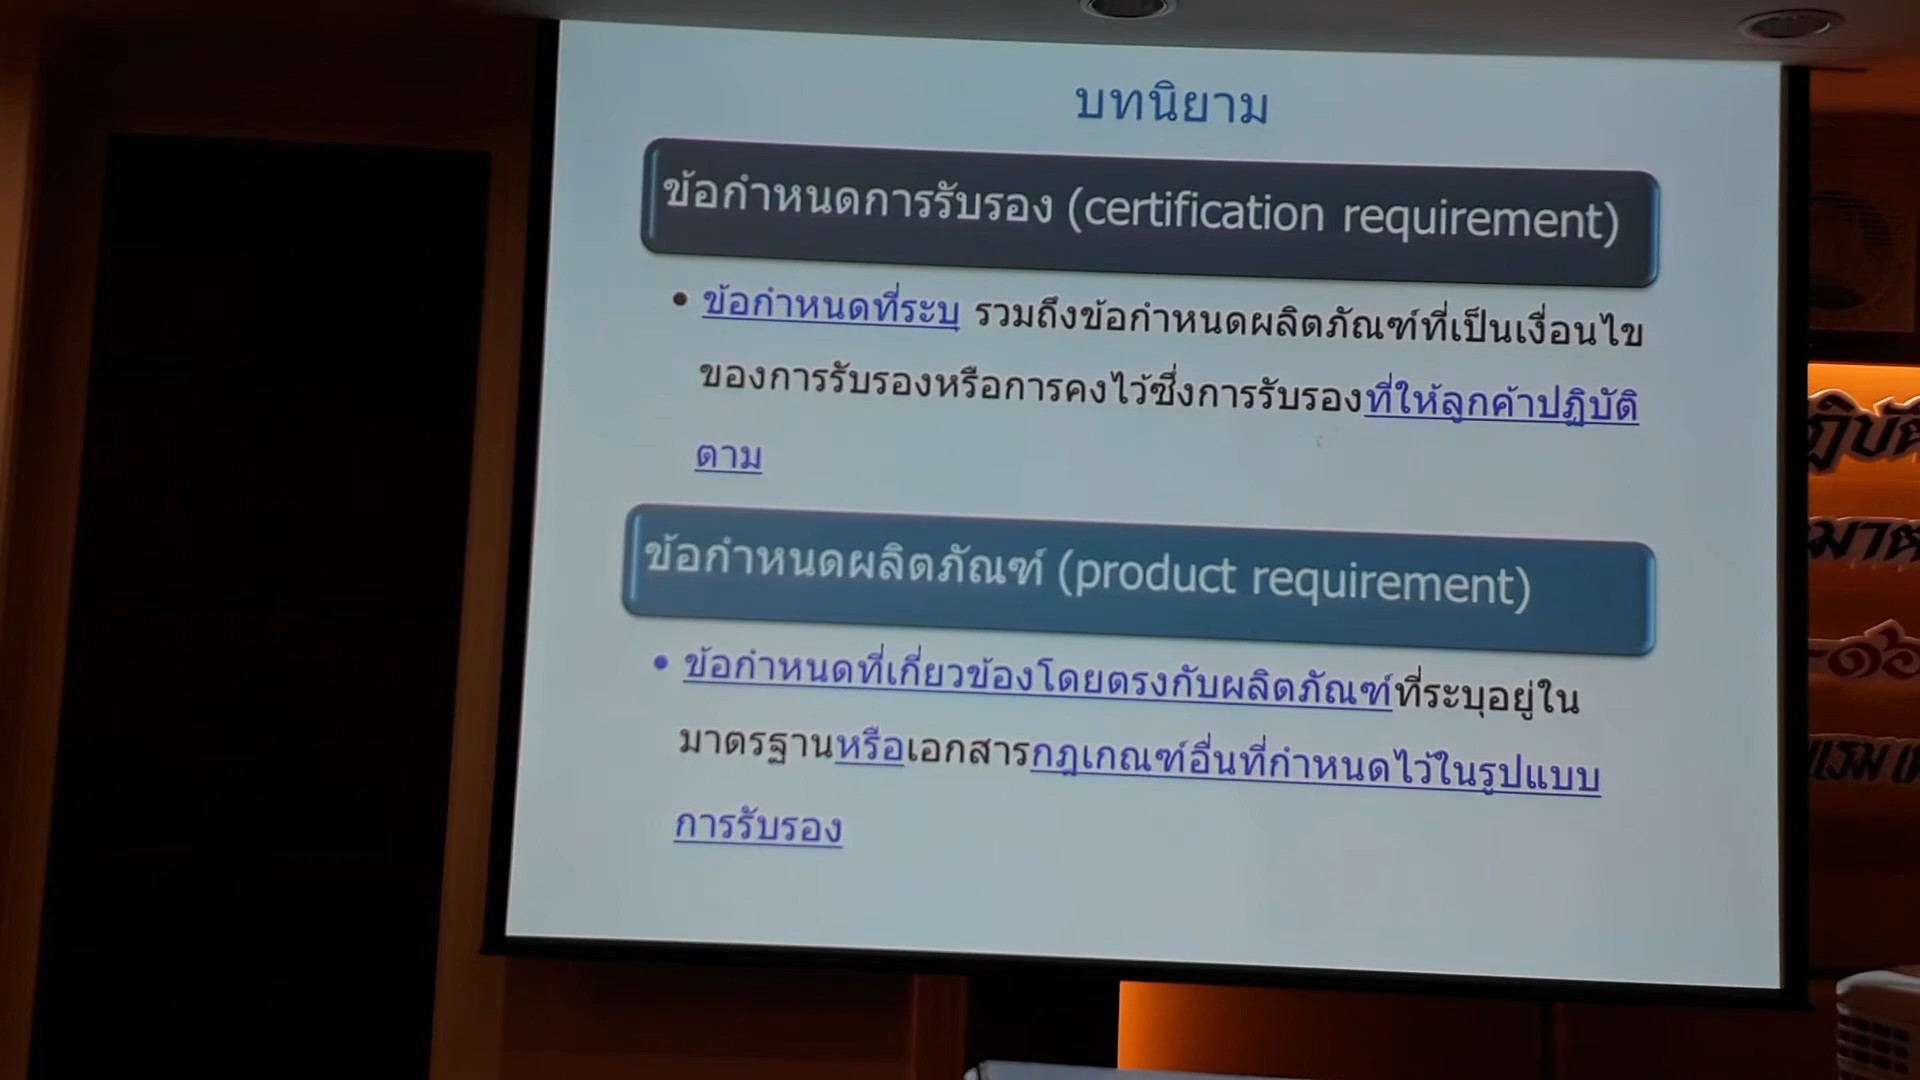 บทนิยาม
ข้อกำหนดการรับรอง (certification requirement)
• ข้อกำหนดที่ระบุ รวมถึงข้อกำหนดผลิตภัณฑ์ที่เป็นเงื่อนไข
ของการรับรองหรือการคงไว้ซึ่งการรับรองที่ให้ลูกค้าปฏิบัติ
ตาม
ข้อกำหนดผลิตภัณฑ์ (product requirement)
• ข้อกำหนดที่เกี่ยวข้องโดยตรงกับผลิตภัณฑ์ที่ระบุอยู่ใน
มาตรฐานหรือเอกสารกฎเกณฑ์อื่นที่กำหนดไว้ในรูปแบบ
การรับรอง